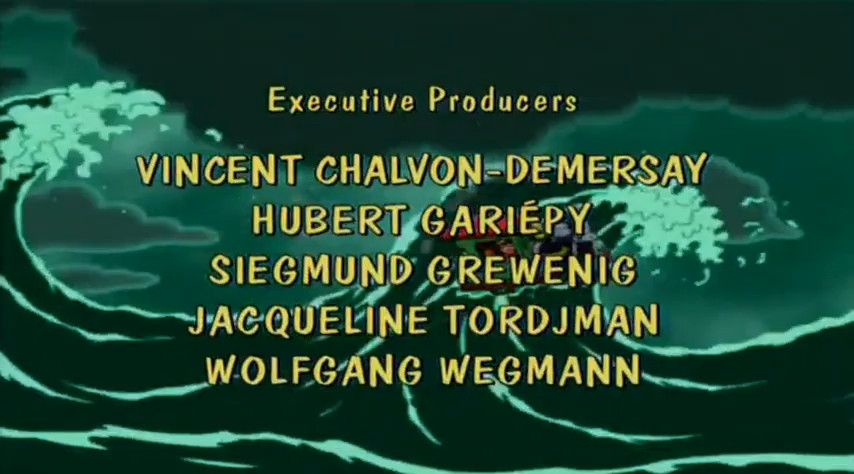 Executive Producers
VINCENT CHALVON-DEMERSAY
HUBERT GARIÉPY
SIEGMUND GREWENIG
JACQUELINE TORDJMAN
WOLFGANG WEGMANN